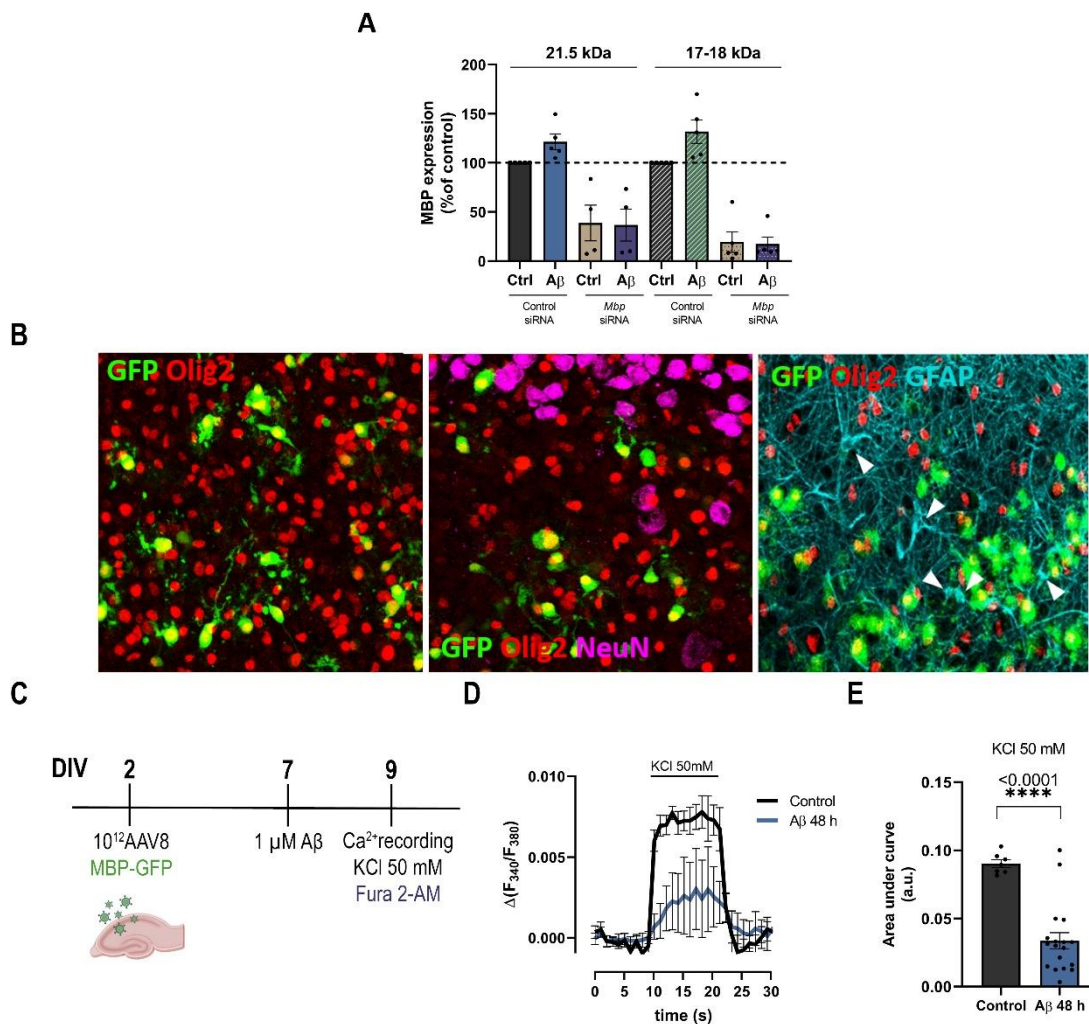 A
21.5 kDa 17-18 kDa
200
150
100
50
0
MBP expression
(%of control)
Ctrl Aβ Ctrl Aβ Ctrl Aβ Ctrl Aβ
Control siRNA
Mbp siRNA
Control siRNA
Mbp siRNA
B
GFP Olig2
GFP Olig2 NeuN
GFP Olig2 GFAP
C
DIV 2 7 9
10¹²AAV8
MBP-GFP
1 μM Aβ
Ca²⁺recording
KCl 50 mM
Fura 2-AM
D
KCl 50mM
0.010
0.005
0.000
Δ(F₃₄₀/F₃₈₀)
Control
Aβ 48 h
0 5 10 15 20 25 30
time (s)
E
KCl 50 mM
<0.0001
****
0.15
0.10
0.05
0.00
Area under curve
(a.u.)
Control Aβ 48 h